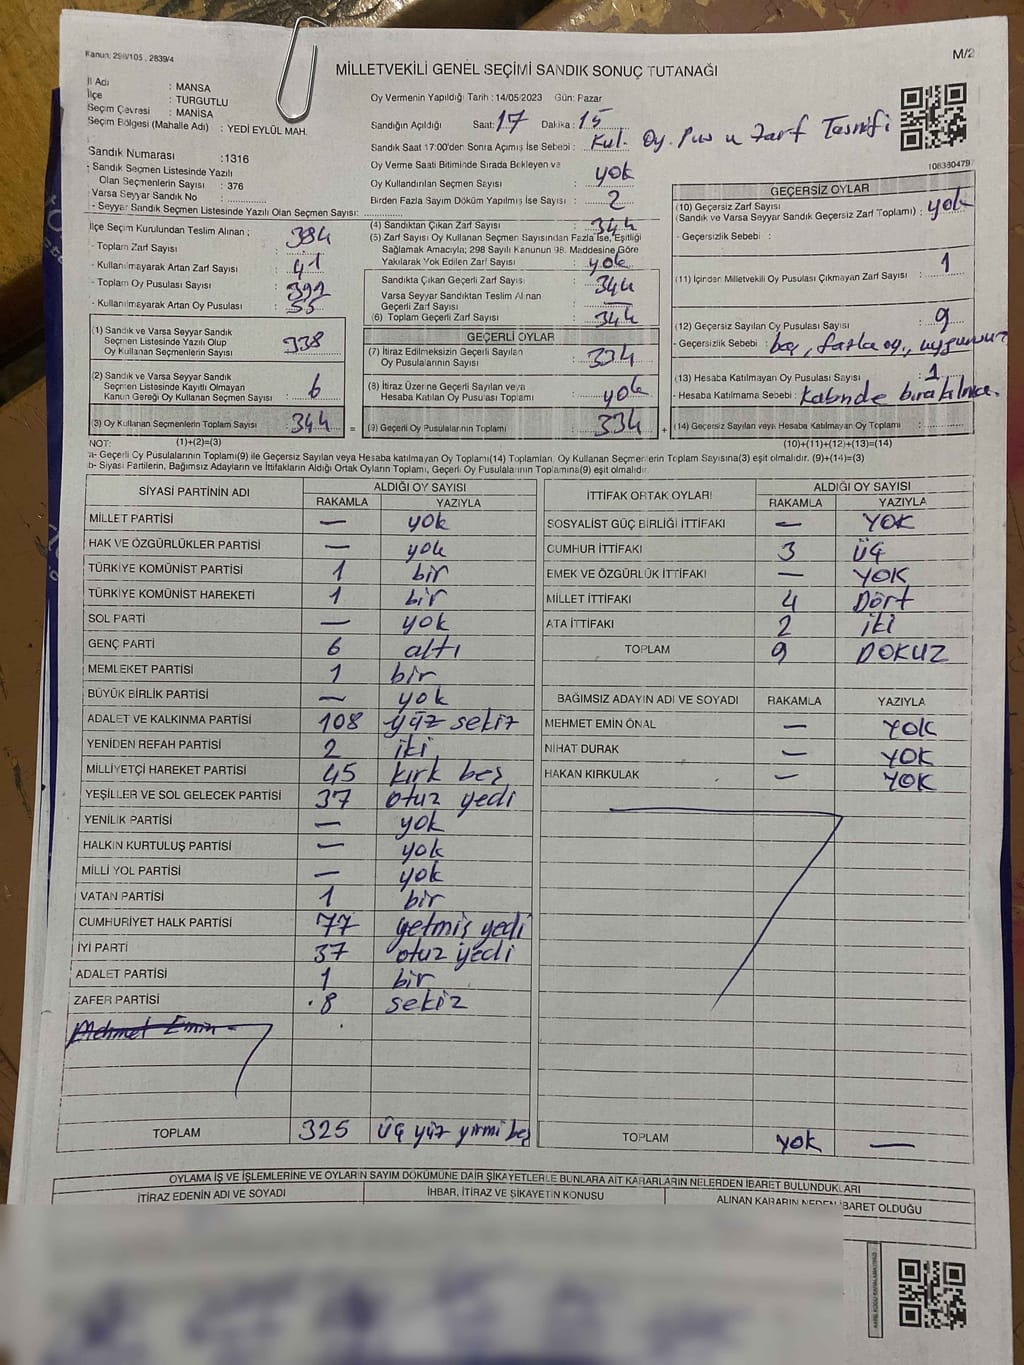 Kanun: 298/105 , 2839/4
M/2
MİLLETVEKİLİ GENEL SEÇİMİ SANDIK SONUÇ TUTANAĞI
İl Adı : MANİSA
İlçe : TURGUTLU
Seçim Çevresi : MANİSA
Seçim Bölgesi (Mahalle Adı) : YEDİ EYLÜL MAH.
Oy Vermenin Yapıldığı Tarih : 14/05/2023 Gün: Pazar
Sandığın Açıldığı Saat: 17 Dakika : 15
Sandık Saat 17:00'den Sonra Açılmış İse Sebebi : Kul. Oy. Pus u Zarf Tasnifi
Oy Verme Saati Bitiminde Sırada Bekleyen ve
Oy Kullandırılan Seçmen Sayısı : yok
Birden Fazla Sayım Döküm Yapılmış İse Sayısı : 2
108380479
Sandık Numarası : 1316
- Sandık Seçmen Listesinde Yazılı
Olan Seçmenlerin Sayısı : 376
Varsa Seyyar Sandık No :
- Seyyar Sandık Seçmen Listesinde Yazılı Olan Seçmen Sayısı:
İlçe Seçim Kurulundan Teslim Alınan ;
- Toplam Zarf Sayısı : 384
- Kullanılmayarak Artan Zarf Sayısı : 41
- Toplam Oy Pusulası Sayısı : 399
- Kullanılmayarak Artan Oy Pusulası : 55
(1) Sandık ve Varsa Seyyar Sandık
Seçmen Listesinde Yazılı Olup
Oy Kullanan Seçmenlerin Sayısı : 338
(2) Sandık ve Varsa Seyyar Sandık
Seçmen Listesinde Kayıtlı Olmayan
Kanun Gereği Oy Kullanan Seçmen Sayısı : 6
(3) Oy Kullanan Seçmenlerin Toplam Sayısı : 344
(4) Sandıktan Çıkan Zarf Sayısı : 344
(5) Zarf Sayısı Oy Kullanan Seçmen Sayısından Fazla İse, Eşitliği
Sağlamak Amacıyla; 298 Sayılı Kanunun 98. Maddesine Göre
Yakılarak Yok Edilen Zarf Sayısı : yok
Sandıkta Çıkan Geçerli Zarf Sayısı : 344
Varsa Seyyar Sandıktan Teslim Alınan
Geçerli Zarf Sayısı : —
(6) Toplam Geçerli Zarf Sayısı : 344
GEÇERLİ OYLAR
(7) İtiraz Edilmeksizin Geçerli Sayılan
Oy Pusulalarının Sayısı : 334
(8) İtiraz Üzerine Geçerli Sayılan veya
Hesaba Katılan Oy Pusulası Toplamı : yok
(9) Geçerli Oy Pusulalarının Toplamı : 334
GEÇERSİZ OYLAR
(10) Geçersiz Zarf Sayısı
(Sandık ve Varsa Seyyar Sandık Geçersiz Zarf Toplamı) : yok
- Geçersizlik Sebebi :
(11) İçinden Milletvekili Oy Pusulası Çıkmayan Zarf Sayısı : 1
(12) Geçersiz Sayılan Oy Pusulası Sayısı : 9
- Geçersizlik Sebebi : boş, fazla oy, uygunsuz
(13) Hesaba Katılmayan Oy Pusulası Sayısı : 1
- Hesaba Katılmama Sebebi : Kabinde bırakılma.
(14) Geçersiz Sayılan veya Hesaba Katılmayan Oy Toplamı :
NOT: (1)+(2)=(3)
(10)+(11)+(12)+(13)=(14)
a- Geçerli Oy Pusulalarının Toplamı(9) ile Geçersiz Sayılan veya Hesaba katılmayan Oy Toplamı(14) Toplamları, Oy Kullanan Seçmenlerin Toplam Sayısına(3) eşit olmalıdır. (9)+(14)=(3)
b- Siyasi Partilerin, Bağımsız Adayların ve İttifakların Aldığı Ortak Oyların Toplamı, Geçerli Oy Pusulalarının Toplamına(9) eşit olmalıdır.
SİYASİ PARTİNİN ADI ALDIĞI OY SAYISI
RAKAMLA YAZIYLA
MİLLET PARTİSİ — yok
HAK VE ÖZGÜRLÜKLER PARTİSİ — yok
TÜRKİYE KOMÜNİST PARTİSİ 1 bir
TÜRKİYE KOMÜNİST HAREKETİ 1 bir
SOL PARTİ — yok
GENÇ PARTİ 6 altı
MEMLEKET PARTİSİ 1 bir
BÜYÜK BİRLİK PARTİSİ — yok
ADALET VE KALKINMA PARTİSİ 108 yüz sekiz
YENİDEN REFAH PARTİSİ 2 iki
MİLLİYETÇİ HAREKET PARTİSİ 45 kırk beş
YEŞİLLER VE SOL GELECEK PARTİSİ 37 otuz yedi
YENİLİK PARTİSİ — yok
HALKIN KURTULUŞ PARTİSİ — yok
MİLLİ YOL PARTİSİ — yok
VATAN PARTİSİ 1 bir
CUMHURİYET HALK PARTİSİ 77 yetmiş yedi
İYİ PARTİ 37 otuz yedi
ADALET PARTİSİ 1 bir
ZAFER PARTİSİ 8 sekiz
Mehmet Emin
TOPLAM 325 üç yüz yirmi beş
İTTİFAK ORTAK OYLARI ALDIĞI OY SAYISI
RAKAMLA YAZIYLA
SOSYALİST GÜÇ BİRLİĞİ İTTİFAKI — YOK
CUMHUR İTTİFAKI 3 ÜÇ
EMEK VE ÖZGÜRLÜK İTTİFAKI — YOK
MİLLET İTTİFAKI 4 Dört
ATA İTTİFAKI 2 iki
TOPLAM 9 DOKUZ
BAĞIMSIZ ADAYIN ADI VE SOYADI RAKAMLA YAZIYLA
MEHMET EMİN ÖNAL — YOK
NİHAT DURAK — YOK
HAKAN KIRKULAK — YOK
TOPLAM yok —
OYLAMA İŞ VE İŞLEMLERİNE VE OYLARIN SAYIM DÖKÜMÜNE DAİR ŞİKAYETLERLE BUNLARA AİT KARARLARIN NELERDEN İBARET BULUNDUKLARI
İTİRAZ EDENİN ADI VE SOYADI İHBAR, İTİRAZ VE ŞİKAYETİN KONUSU ALINAN KARARIN NEDEN İBARET OLDUĞU